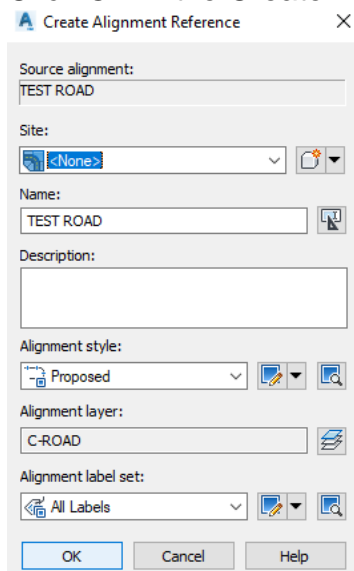 Create Alignment Reference
Source alignment:
TEST ROAD
Site:
<None>
Name:
TEST ROAD
Description:
Alignment style:
Proposed
Alignment layer:
C-ROAD
Alignment label set:
All Labels
OK Cancel Help